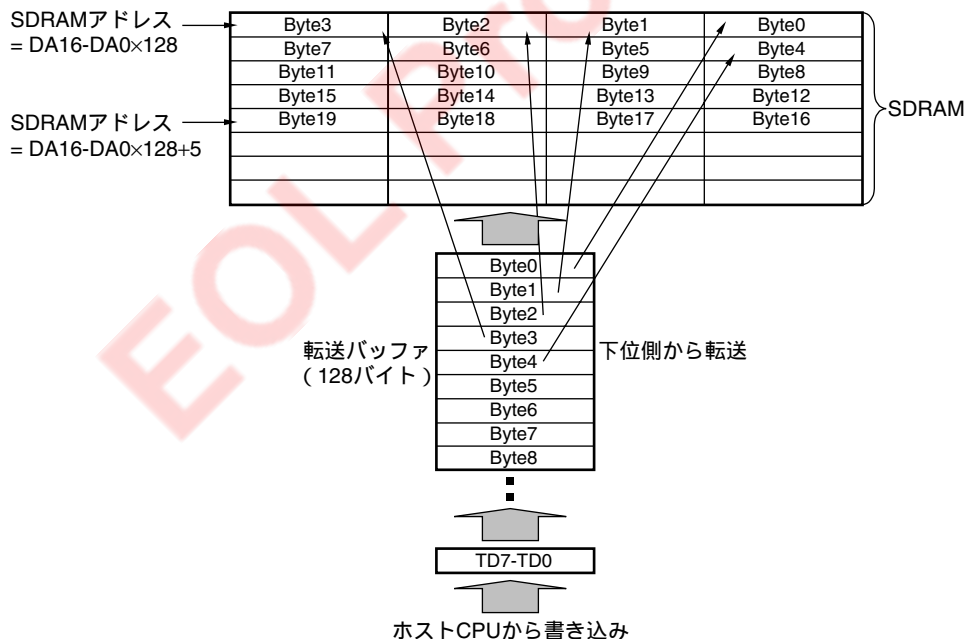 SDRAMアドレス
= DA16-DA0×128
Byte3 Byte2 Byte1 Byte0
Byte7 Byte6 Byte5 Byte4
Byte11 Byte10 Byte9 Byte8
Byte15 Byte14 Byte13 Byte12
Byte19 Byte18 Byte17 Byte16
SDRAMアドレス
= DA16-DA0×128+5
SDRAM
Byte0
Byte1
Byte2
Byte3
Byte4
Byte5
Byte6
Byte7
Byte8
転送バッファ
(128バイト)
下位側から転送
TD7-TD0
ホストCPUから書き込み
EOL Pro